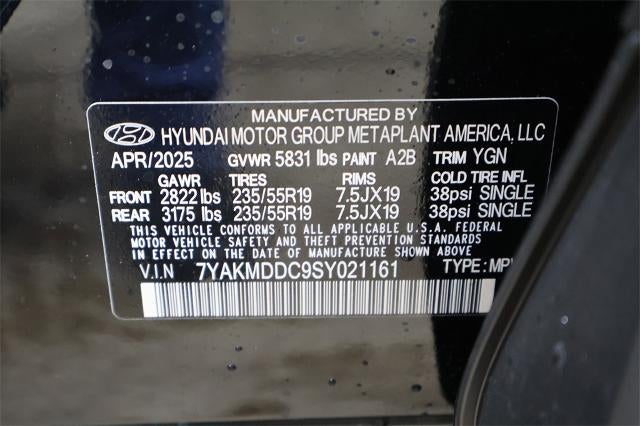 MANUFACTURED BY
HYUNDAI MOTOR GROUP METAPLANT AMERICA. LLC
APR/2025 GVWR 5831 lbs PAINT A2B TRIM YGN
GAWR TIRES RIMS COLD TIRE INFL
FRONT 2822 lbs 235/55R19 7.5JX19 38psi SINGLE
REAR 3175 lbs 235/55R19 7.5JX19 38psi SINGLE
THIS VEHICLE CONFORMS TO ALL APPLICABLE U.S.A. FEDERAL
MOTOR VEHICLE SAFETY AND THEFT PREVENTION STANDARDS
IN EFFECT ON THE DATE OF MANUFACTURE SHOWN ABOVE
V.I.N 7YAKMDDC9SY021161 TYPE: